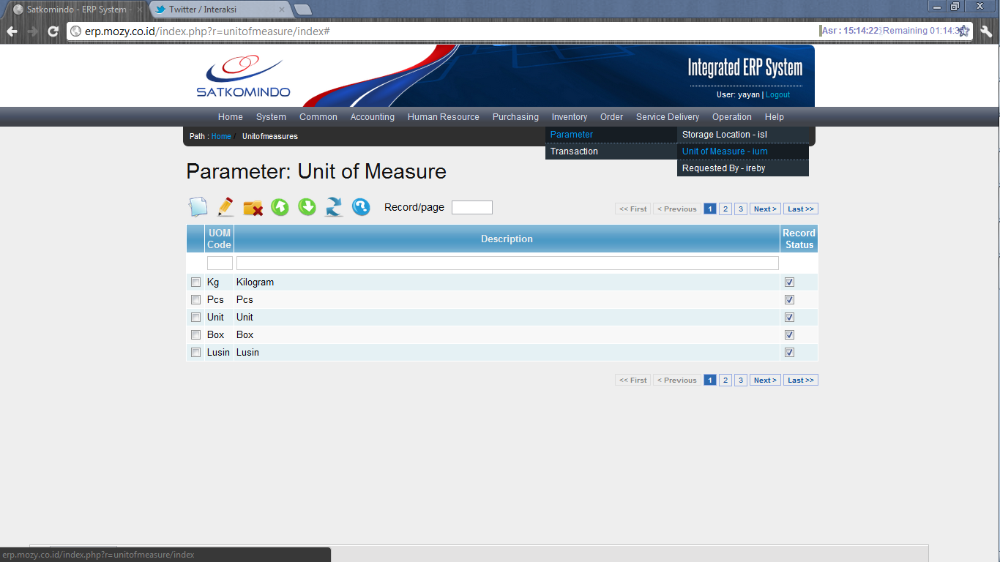 Satkomindo - ERP System -
Twitter / Interaksi
erp.mozy.co.id/index.php?r=unitofmeasure/index#
Asr : 15:14:22 Remaining 01:14:3
SATKOMINDO
Integrated ERP System
User: yayan | Logout
Home System Common Accounting Human Resource Purchasing Inventory Order Service Delivery Operation Help
Path : Home / Unitofmeasures
Parameter
Storage Location - isl
Transaction
Unit of Measure - ium
Requested By - ireby
Parameter: Unit of Measure
Record/page
<< First < Previous 1 2 3 Next > Last >>
UOM Code
Description
Record Status
Kg Kilogram
Pcs Pcs
Unit Unit
Box Box
Lusin Lusin
<< First < Previous 1 2 3 Next > Last >>
erp.mozy.co.id/index.php?r=unitofmeasure/index